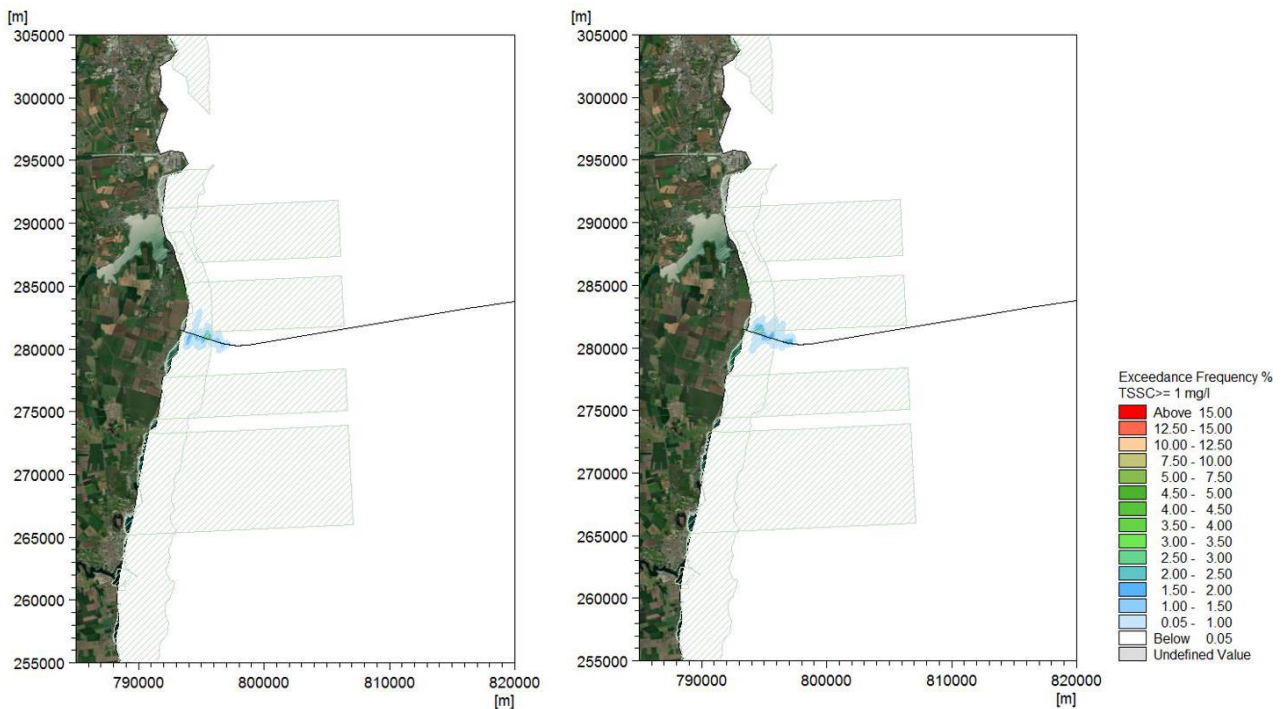 [m]
305000
300000
295000
290000
285000
280000
275000
270000
265000
260000
255000
790000 800000 810000 820000
[m]
[m]
305000
300000
295000
290000
285000
280000
275000
270000
265000
260000
255000
790000 800000 810000 820000
[m]
Exceedance Frequency %
TSSC>= 1 mg/l
Above 15.00
12.50 - 15.00
10.00 - 12.50
7.50 - 10.00
5.00 - 7.50
4.50 - 5.00
4.00 - 4.50
3.50 - 4.00
3.00 - 3.50
2.50 - 3.00
2.00 - 2.50
1.50 - 2.00
1.00 - 1.50
0.05 - 1.00
Below 0.05
Undefined Value